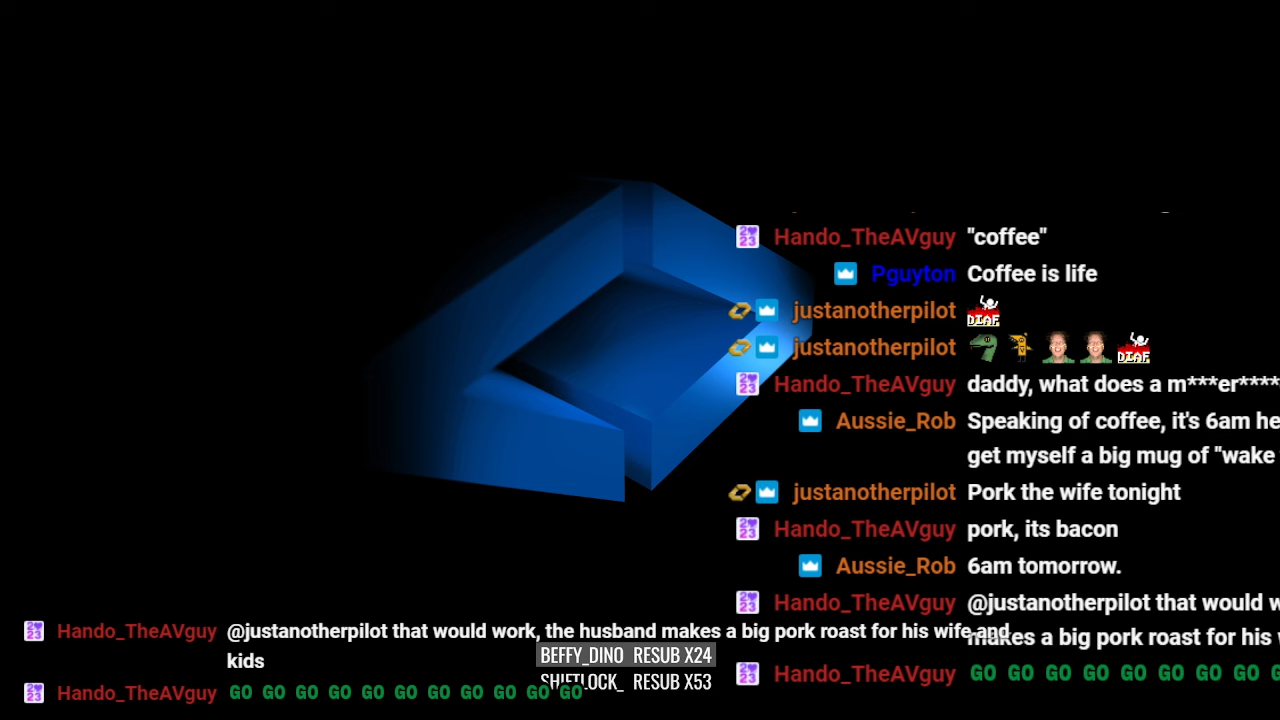 Hando_TheAVguy "coffee"
Pguyton Coffee is life
justanotherpilot DIAF
justanotherpilot DIAF
Hando_TheAVguy daddy, what does a m***er****
Aussie_Rob Speaking of coffee, it's 6am he
get myself a big mug of "wake
justanotherpilot Pork the wife tonight
Hando_TheAVguy pork, its bacon
Aussie_Rob 6am tomorrow.
Hando_TheAVguy @justanotherpilot that would w
makes a big pork roast for his
Hando_TheAVguy GO GO GO GO GO GO GO GO
Hando_TheAVguy @justanotherpilot that would work, the husband makes a big pork roast for his wife and
kids
BEFFY_DINO RESUB X24
SHIFTLOCK_ RESUB X53
Hando_TheAVguy GO GO GO GO GO GO GO GO GO GO GO